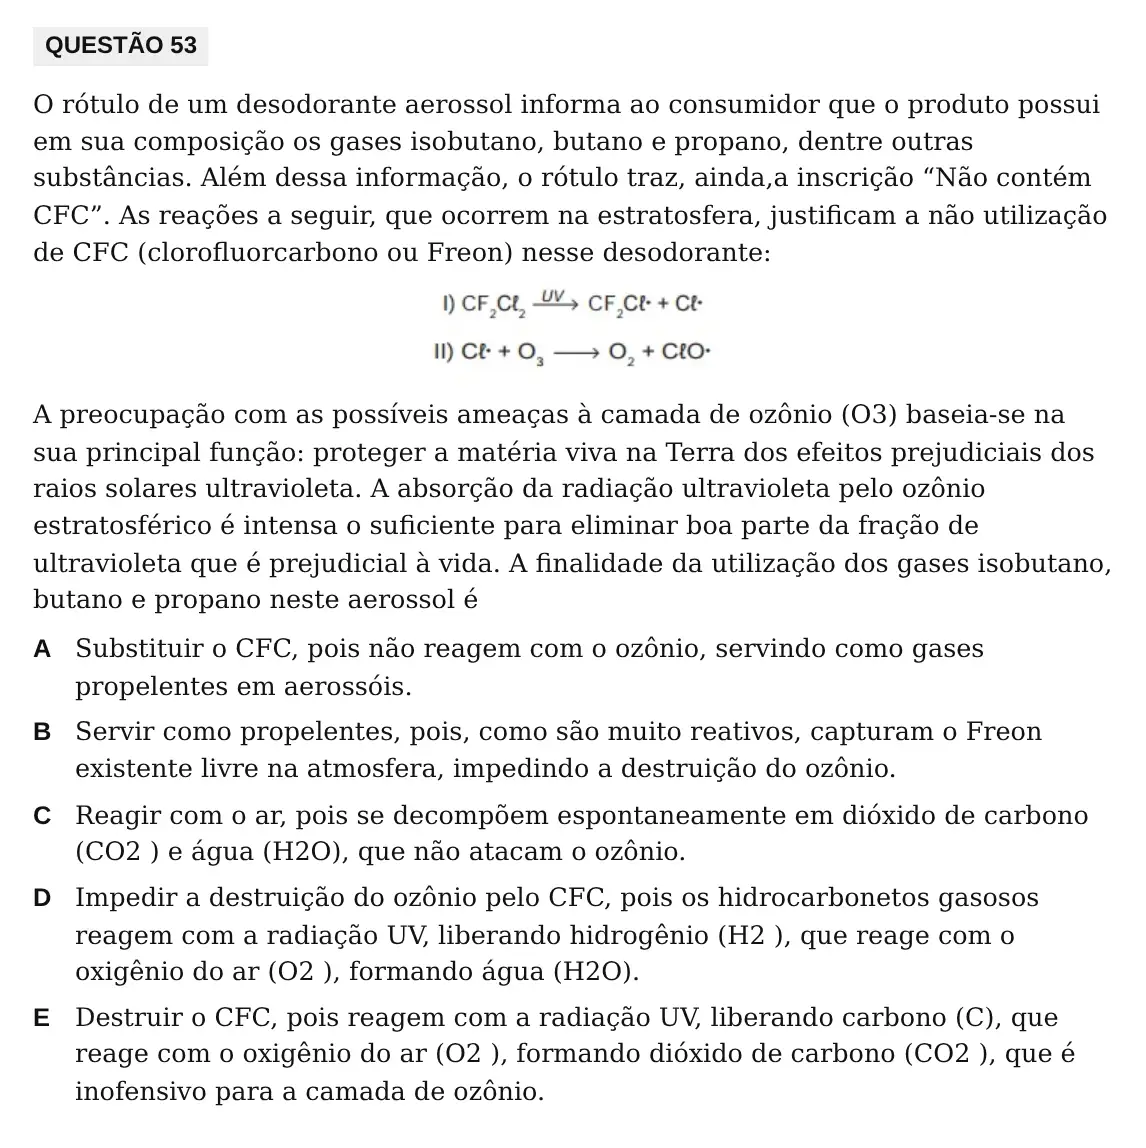 QUESTÃO 53
O rótulo de um desodorante aerossol informa ao consumidor que o produto possui
em sua composição os gases isobutano, butano e propano, dentre outras
substâncias. Além dessa informação, o rótulo traz, ainda,a inscrição “Não contém
CFC”. As reações a seguir, que ocorrem na estratosfera, justificam a não utilização
de CFC (clorofluorcarbono ou Freon) nesse desodorante:
I) CF₂Cℓ₂ —UV→ CF₂Cℓ· + Cℓ·
II) Cℓ· + O₃ ⟶ O₂ + CℓO·
A preocupação com as possíveis ameaças à camada de ozônio (O3) baseia-se na
sua principal função: proteger a matéria viva na Terra dos efeitos prejudiciais dos
raios solares ultravioleta. A absorção da radiação ultravioleta pelo ozônio
estratosférico é intensa o suficiente para eliminar boa parte da fração de
ultravioleta que é prejudicial à vida. A finalidade da utilização dos gases isobutano,
butano e propano neste aerossol é
A Substituir o CFC, pois não reagem com o ozônio, servindo como gases
propelentes em aerossóis.
B Servir como propelentes, pois, como são muito reativos, capturam o Freon
existente livre na atmosfera, impedindo a destruição do ozônio.
C Reagir com o ar, pois se decompõem espontaneamente em dióxido de carbono
(CO2 ) e água (H2O), que não atacam o ozônio.
D Impedir a destruição do ozônio pelo CFC, pois os hidrocarbonetos gasosos
reagem com a radiação UV, liberando hidrogênio (H2 ), que reage com o
oxigênio do ar (O2 ), formando água (H2O).
E Destruir o CFC, pois reagem com a radiação UV, liberando carbono (C), que
reage com o oxigênio do ar (O2 ), formando dióxido de carbono (CO2 ), que é
inofensivo para a camada de ozônio.